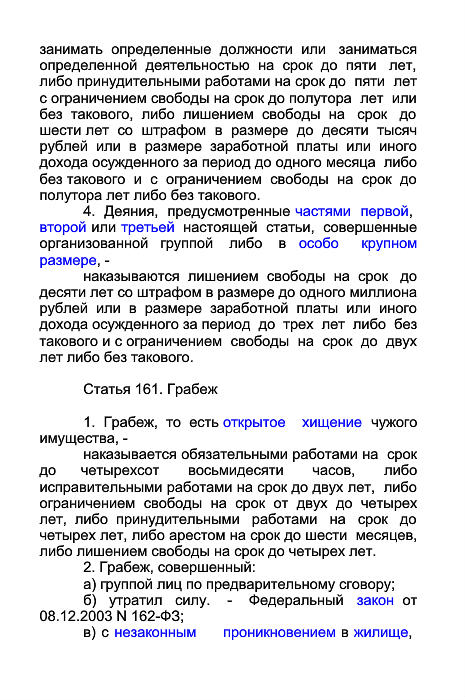 занимать определенные должности или заниматься
определенной деятельностью на срок до пяти лет,
либо принудительными работами на срок до пяти лет
с ограничением свободы на срок до полутора лет или
без такового, либо лишением свободы на срок до
шести лет со штрафом в размере до десяти тысяч
рублей или в размере заработной платы или иного
дохода осужденного за период до одного месяца либо
без такового и с ограничением свободы на срок до
полутора лет либо без такового.
4. Деяния, предусмотренные частями первой,
второй или третьей настоящей статьи, совершенные
организованной группой либо в особо крупном
размере, -
наказываются лишением свободы на срок до
десяти лет со штрафом в размере до одного миллиона
рублей или в размере заработной платы или иного
дохода осужденного за период до трех лет либо без
такового и с ограничением свободы на срок до двух
лет либо без такового.
Статья 161. Грабеж
1. Грабеж, то есть открытое хищение чужого
имущества, -
наказывается обязательными работами на срок
до четырехсот восьмидесяти часов, либо
исправительными работами на срок до двух лет, либо
ограничением свободы на срок от двух до четырех
лет, либо принудительными работами на срок до
четырех лет, либо арестом на срок до шести месяцев,
либо лишением свободы на срок до четырех лет.
2. Грабеж, совершенный:
а) группой лиц по предварительному сговору;
б) утратил силу. - Федеральный закон от
08.12.2003 N 162-ФЗ;
в) с незаконным проникновением в жилище,